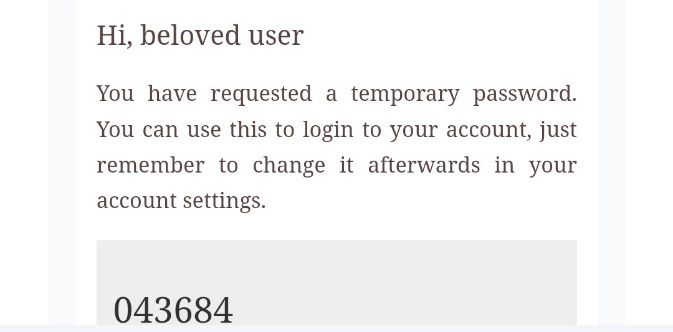 Hi, beloved user
You have requested a temporary password.
You can use this to login to your account, just
remember to change it afterwards in your
account settings.
043684